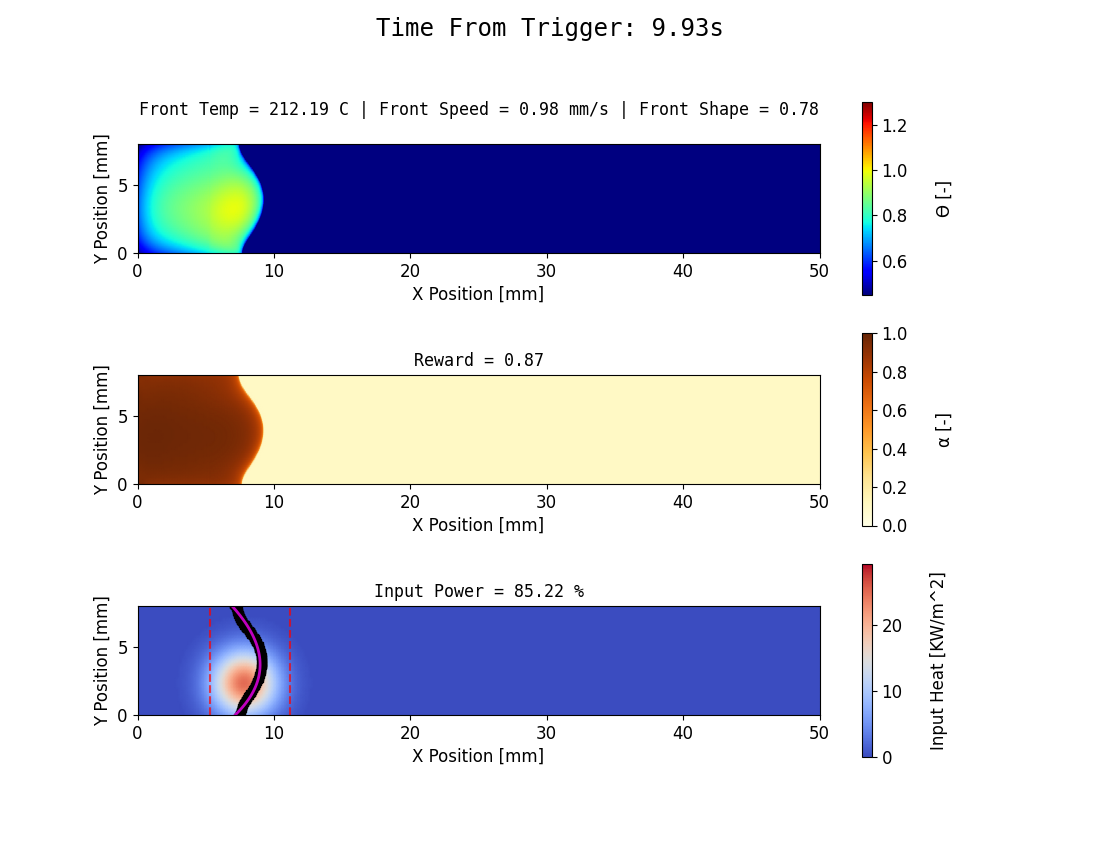 Time From Trigger: 9.93s
Front Temp = 212.19 C | Front Speed = 0.98 mm/s | Front Shape = 0.78
Y Position [mm]
5
0
0 10 20 30 40 50
X Position [mm]
1.2
1.0
0.8
0.6
Θ [-]
Reward = 0.87
Y Position [mm]
5
0
0 10 20 30 40 50
X Position [mm]
1.0
0.8
0.6
0.4
0.2
0.0
α [-]
Input Power = 85.22 %
Y Position [mm]
5
0
0 10 20 30 40 50
X Position [mm]
20
10
0
Input Heat [KW/m^2]